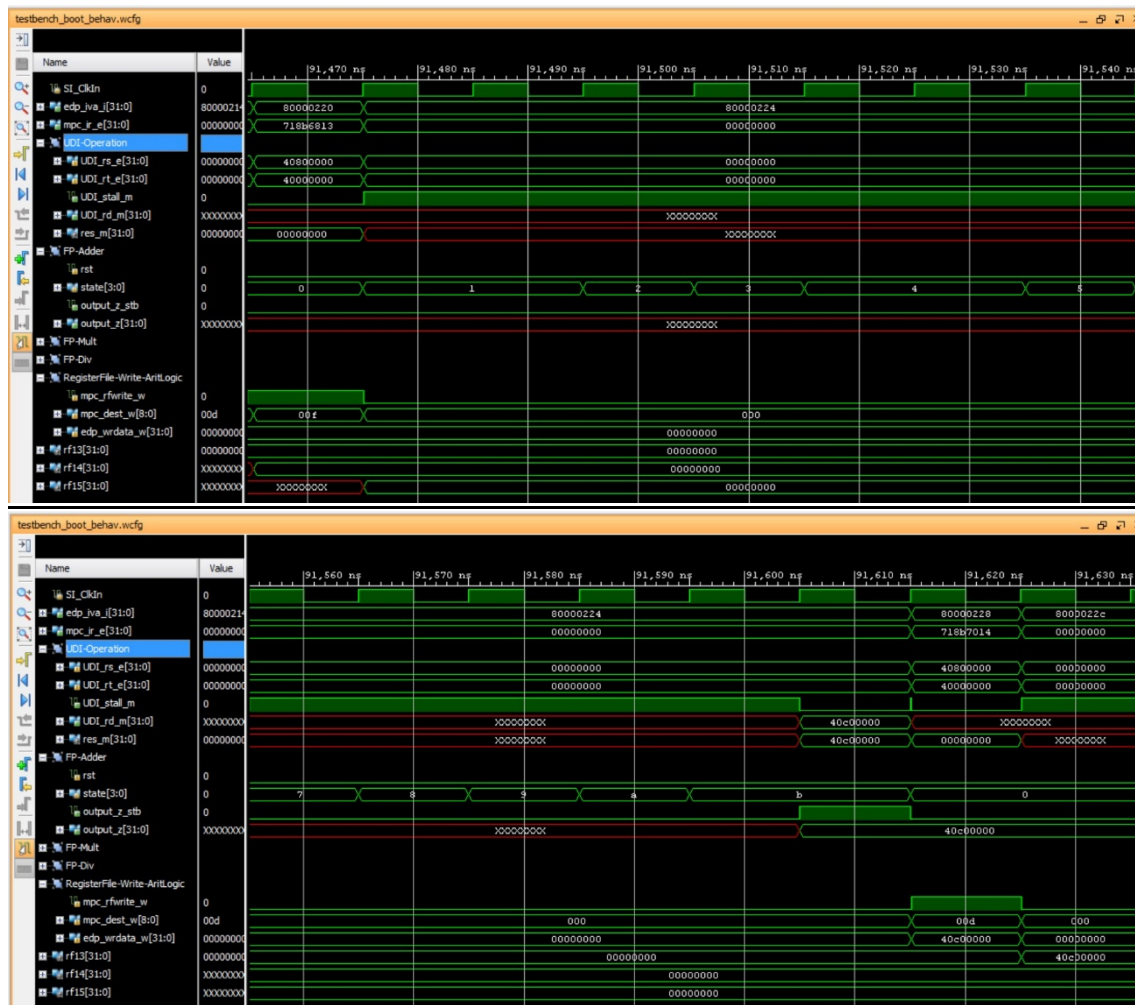 testbench_boot_behav.wcfg
Name Value 91,470 ns 91,480 ns 91,490 ns 91,500 ns 91,510 ns 91,520 ns 91,530 ns 91,540 ns
SI_ClkIn 0
edp_iva_i[31:0] 80000214 80000220 80000224
mpc_ir_e[31:0] 00000000 718b6813 00000000
UDI-Operation
UDI_rs_e[31:0] 00000000 40800000 00000000
UDI_rt_e[31:0] 00000000 40000000 00000000
UDI_stall_m 0
UDI_rd_m[31:0] XXXXXXXX XXXXXXXX
res_m[31:0] 00000000 00000000 XXXXXXXX
FP-Adder
rst 0
state[3:0] 0 0 1 2 3 4 5
output_z_stb 0
output_z[31:0] XXXXXXXX XXXXXXXX
FP-Mult
FP-Div
RegisterFile-Write-AritLogic
mpc_rfwrite_w 0
mpc_dest_w[8:0] 00d 00f 000
edp_wrdata_w[31:0] 00000000 00000000
rf13[31:0] 00000000 00000000
rf14[31:0] XXXXXXXX 00000000
rf15[31:0] XXXXXXXX XXXXXXXX 00000000
testbench_boot_behav.wcfg
Name Value 91,560 ns 91,570 ns 91,580 ns 91,590 ns 91,600 ns 91,610 ns 91,620 ns 91,630 ns
SI_ClkIn 0
edp_iva_i[31:0] 80000214 80000224 80000228 8000022c
mpc_ir_e[31:0] 00000000 00000000 718b7014 00000000
UDI-Operation
UDI_rs_e[31:0] 00000000 00000000 40800000 00000000
UDI_rt_e[31:0] 00000000 00000000 40000000 00000000
UDI_stall_m 0
UDI_rd_m[31:0] XXXXXXXX XXXXXXXX 40c00000 XXXXXXXX
res_m[31:0] 00000000 XXXXXXXX 40c00000 00000000 XXXXXXXX
FP-Adder
rst 0
state[3:0] 0 7 8 9 a b 0
output_z_stb 0
output_z[31:0] XXXXXXXX XXXXXXXX 40c00000
FP-Mult
FP-Div
RegisterFile-Write-AritLogic
mpc_rfwrite_w 0
mpc_dest_w[8:0] 00d 000 00d 000
edp_wrdata_w[31:0] 00000000 00000000 40c00000 00000000
rf13[31:0] 00000000 00000000 40c00000
rf14[31:0] XXXXXXXX 00000000
rf15[31:0] XXXXXXXX 00000000